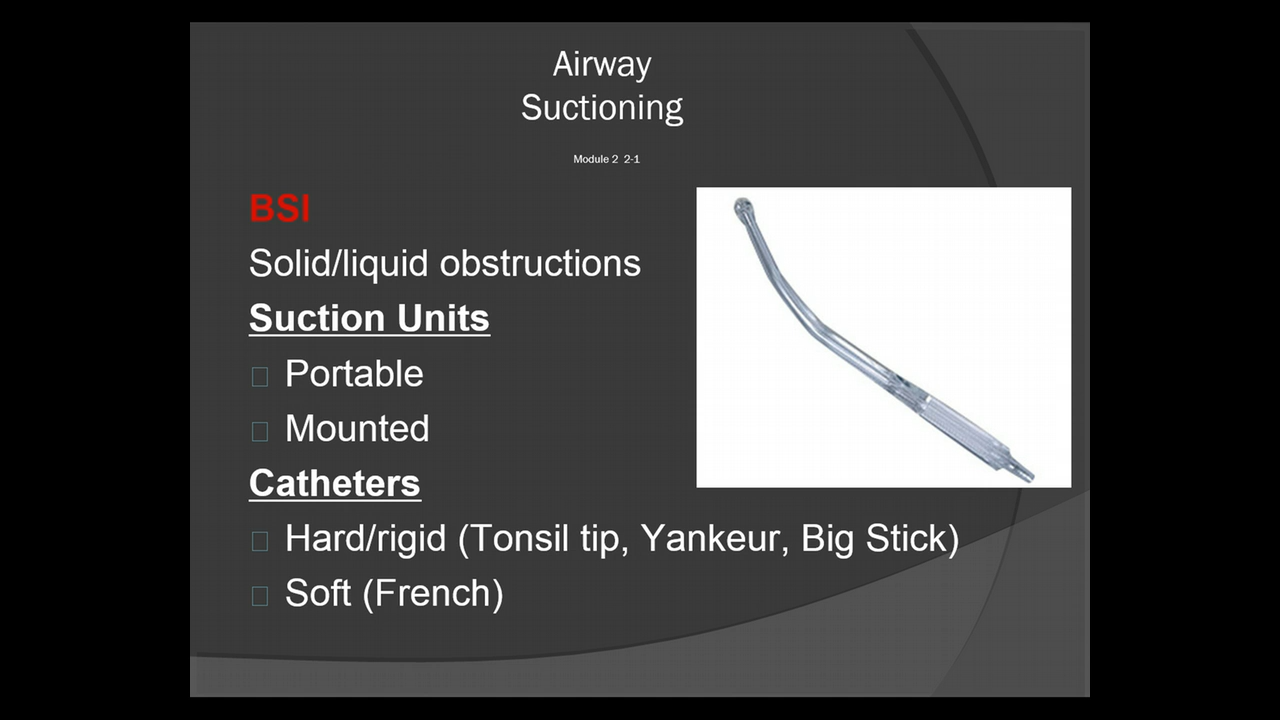 Airway
Suctioning
Module 2 2-1
BSI
Solid/liquid obstructions
Suction Units
Portable
Mounted
Catheters
Hard/rigid (Tonsil tip, Yankeur, Big Stick)
Soft (French)